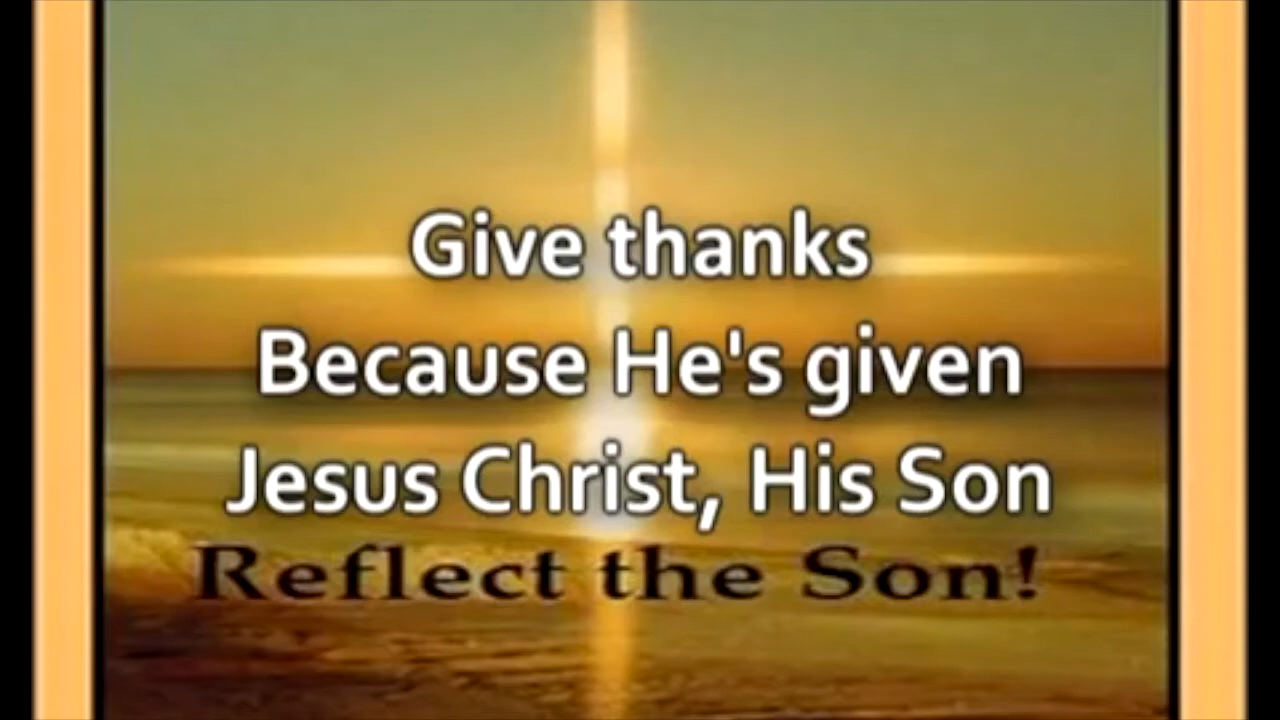 Give thanks
Because He's given
Jesus Christ, His Son
Reflect the Son!